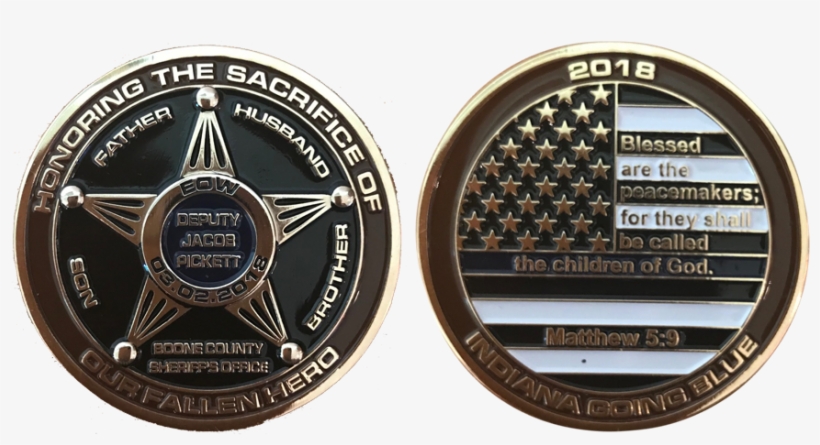 HONORING THE SACRIFICE OF
FATHER
HUSBAND
EOW
DEPUTY
JACOB
PICKETT
03.02.2018
SON
BROTHER
BOONE COUNTY
SHERIFF'S OFFICE
OUR FALLEN HERO
2018
Blessed
are the
peacemakers;
for they shall
be called
the children of God.
Matthew 5:9
INDIANA GOING BLUE